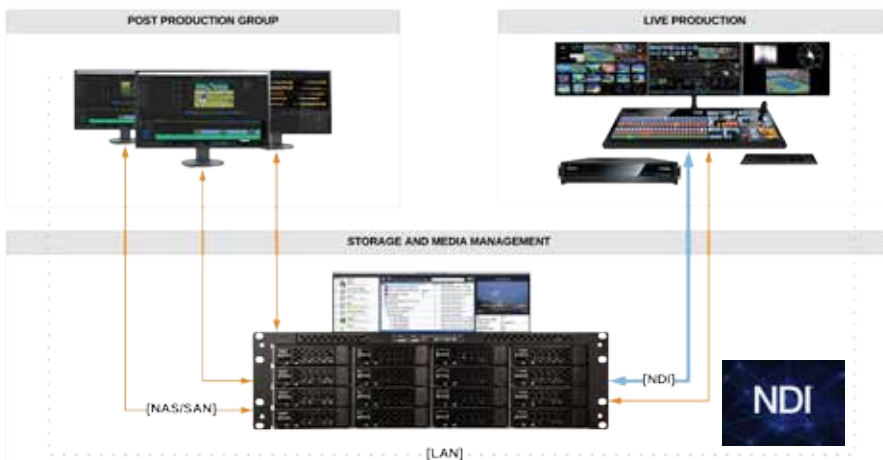 POST PRODUCTION GROUP
LIVE PRODUCTION
STORAGE AND MEDIA MANAGEMENT
[NDI]
[NAS/SAN]
NDI
[LAN]